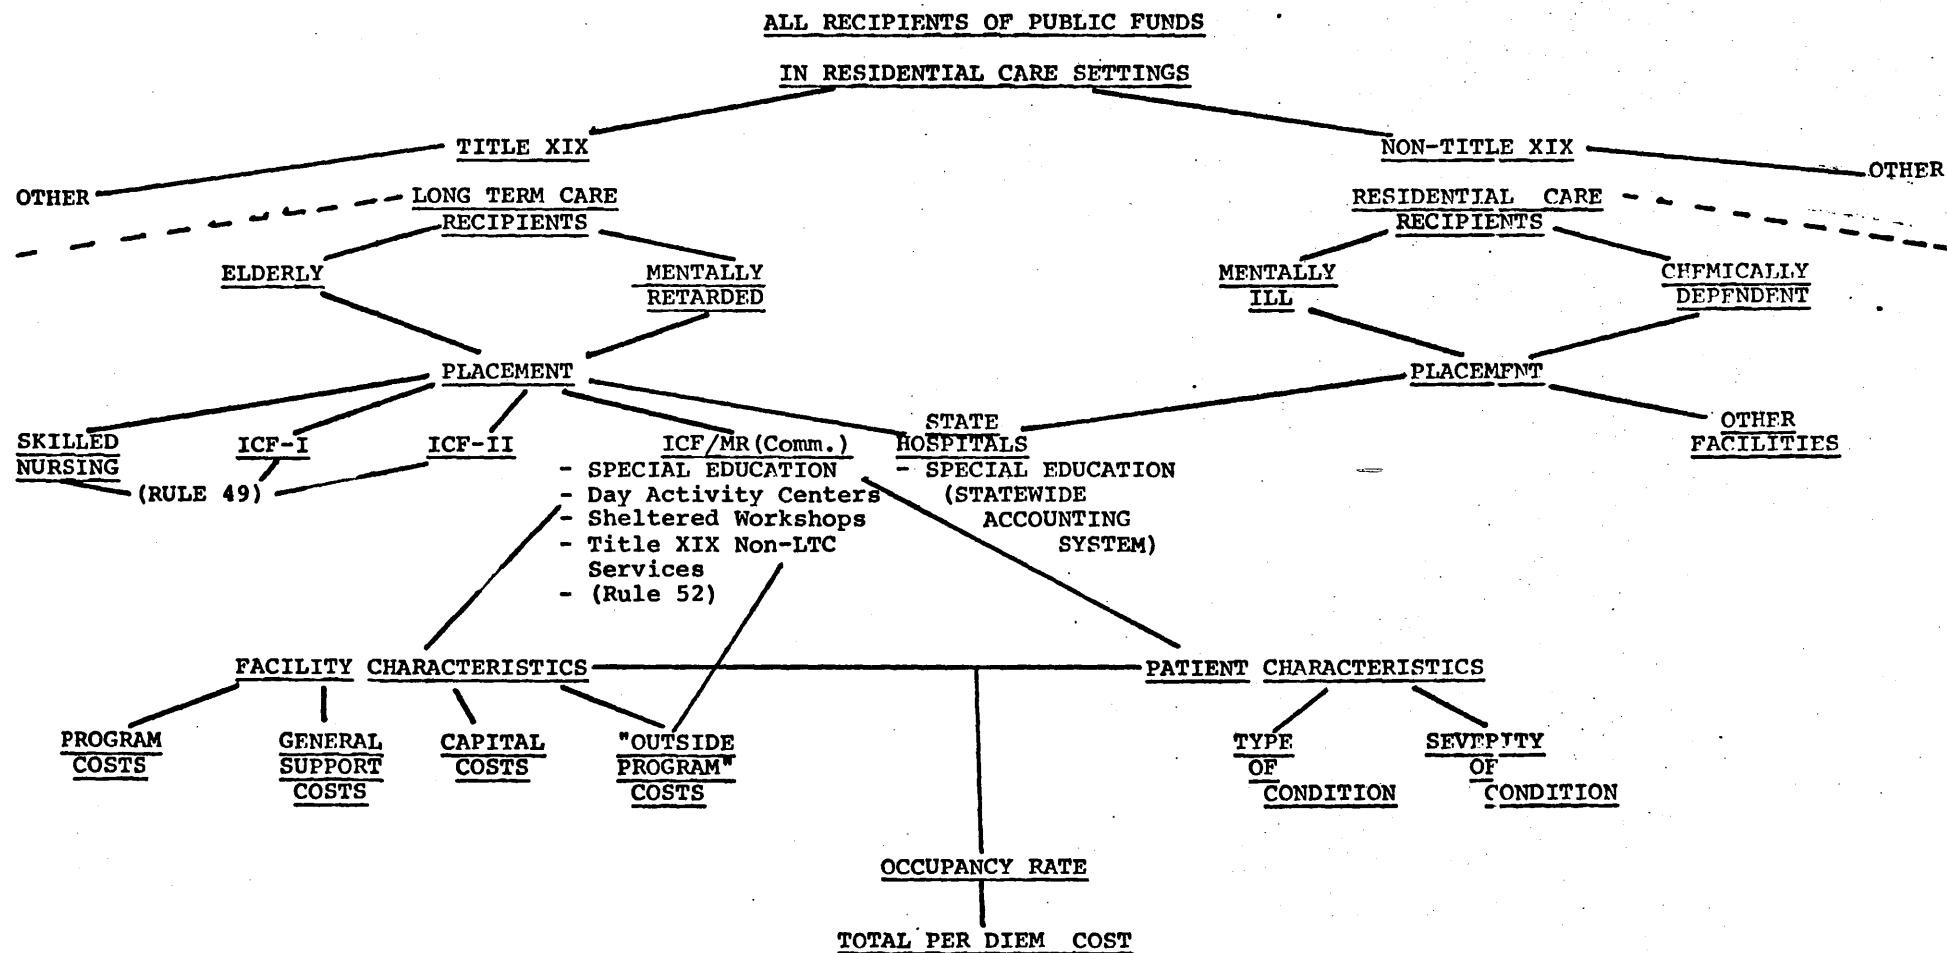 ALL RECIPIENTS OF PUBLIC FUNDS
IN RESIDENTIAL CARE SETTINGS
TITLE XIX
NON-TITLE XIX
OTHER
OTHER
LONG TERM CARE
RECIPIENTS
RESIDENTIAL CARE
RECIPIENTS
ELDERLY
MENTALLY
RETARDED
MENTALLY
ILL
CHEMICALLY
DEPENDENT
PLACEMENT
PLACEMENT
SKILLED
NURSING
ICF-I
ICF-II
(RULE 49)
ICF/MR(Comm.)
- SPECIAL EDUCATION
- Day Activity Centers
- Sheltered Workshops
- Title XIX Non-LTC
Services
- (Rule 52)
STATE
HOSPITALS
- SPECIAL EDUCATION
(STATEWIDE
ACCOUNTING
SYSTEM)
OTHER
FACILITIES
FACILITY CHARACTERISTICS
PATIENT CHARACTERISTICS
PROGRAM
COSTS
GENERAL
SUPPORT
COSTS
CAPITAL
COSTS
"OUTSIDE
PROGRAM"
COSTS
TYPE
OF
CONDITION
SEVERITY
OF
CONDITION
OCCUPANCY RATE
TOTAL PER DIEM COST